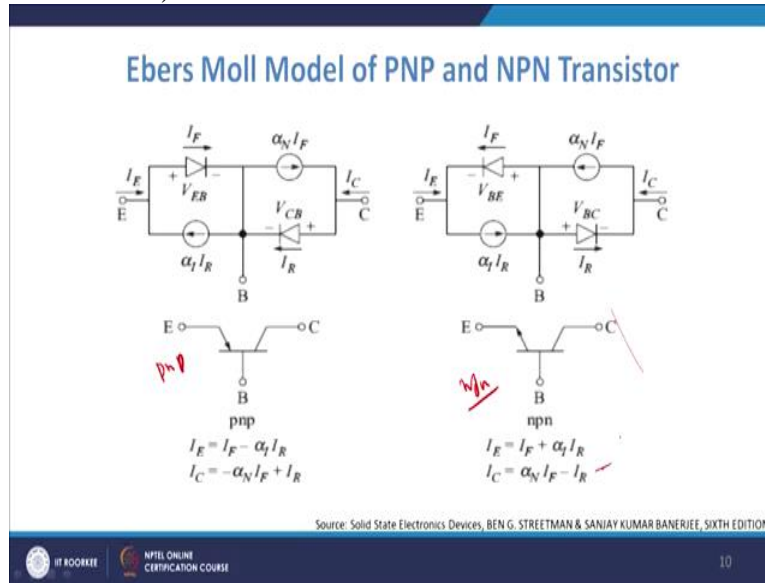 Ebers Moll Model of PNP and NPN Transistor
I_F α_N I_F
I_E + V_EB - I_C
E V_CB C
- +
α_I I_R I_R
B
I_F α_N I_F
I_E - V_BE + I_C
E V_BC C
+ -
α_I I_R I_R
B
E C
pnp
B
pnp
I_E = I_F - α_I I_R
I_C = -α_N I_F + I_R
E C
B
npn
I_E = I_F + α_I I_R
I_C = α_N I_F - I_R
Source: Solid State Electronics Devices, BEN G. STREETMAN & SANJAY KUMAR BANERJEE, SIXTH EDITION
IIT ROORKEE
NPTEL ONLINE
CERTIFICATION COURSE
10